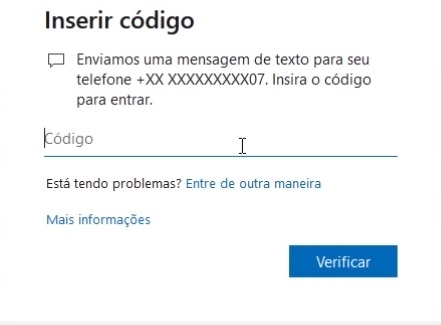 Inserir código
Enviamos uma mensagem de texto para seu
telefone +XX XXXXXXXXX07. Insira o código
para entrar.
Código
Está tendo problemas? Entre de outra maneira
Mais informações
Verificar